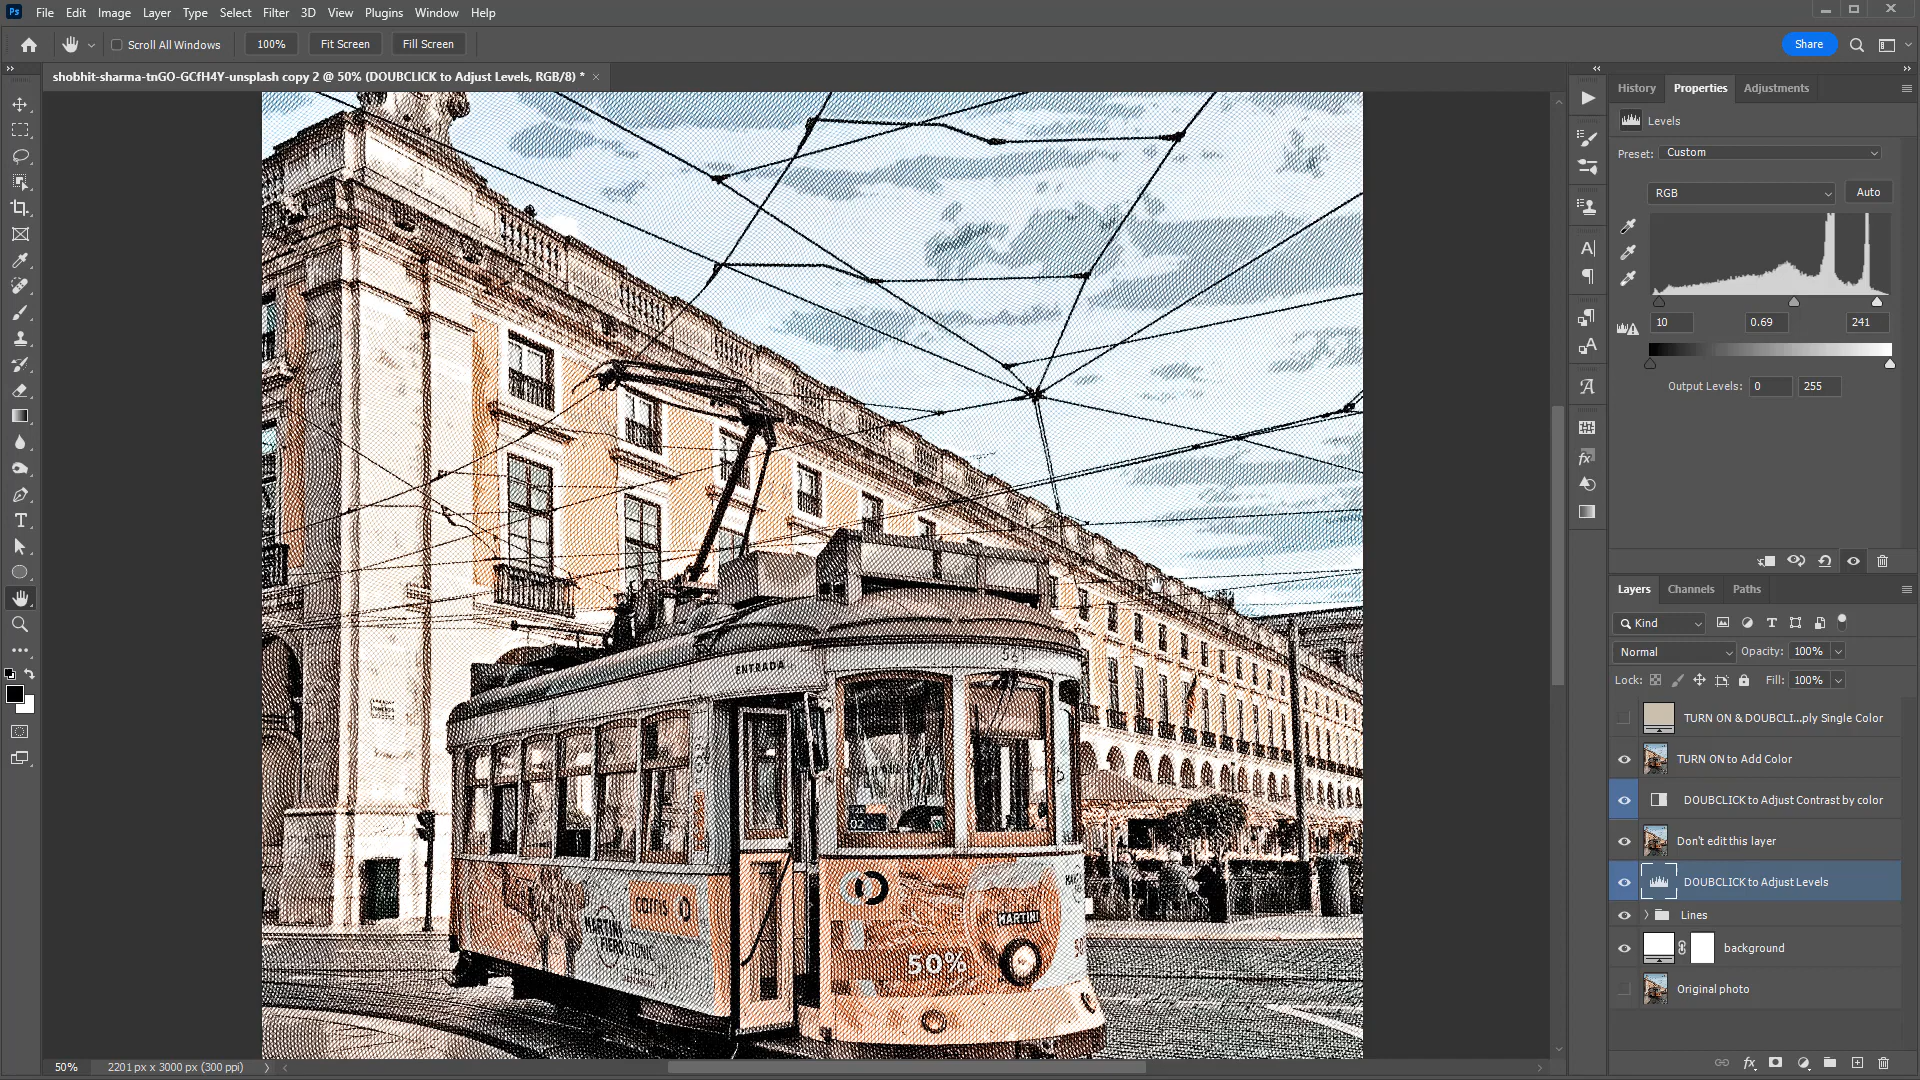 Ps File Edit Image Layer Type Select Filter 3D View Plugins Window Help
Scroll All Windows 100% Fit Screen Fill Screen Share
shobhit-sharma-tnGO-GCfH4Y-unsplash copy 2 @ 50% (DOUBCLICK to Adjust Levels, RGB/8) *
History Properties Adjustments
Levels
Preset: Custom
RGB Auto
10 0.69 241
Output Levels: 0 255
Layers Channels Paths
Kind
Normal Opacity: 100%
Lock: Fill: 100%
TURN ON & DOUBCLI...ply Single Color
TURN ON to Add Color
DOUBCLICK to Adjust Contrast by color
Don't edit this layer
DOUBCLICK to Adjust Levels
Lines
background
Original photo
ENTRADA
carris
MARTINI
FIERO & TONIC
MARTINI
50%
50% 2201 px x 3000 px (300 ppi)